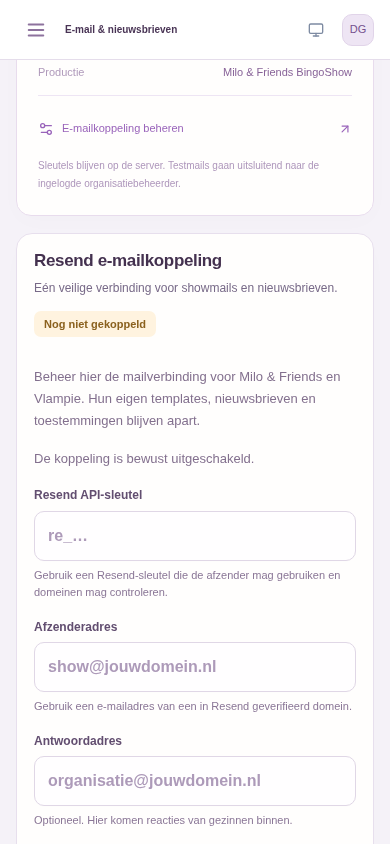 E-mail & nieuwsbrieven
DG
Productie
Milo & Friends BingoShow
E-mailkoppeling beheren
Sleutels blijven op de server. Testmails gaan uitsluitend naar de
ingelogde organisatiebeheerder.
Resend e-mailkoppeling
Eén veilige verbinding voor showmails en nieuwsbrieven.
Nog niet gekoppeld
Beheer hier de mailverbinding voor Milo & Friends en
Vlampie. Hun eigen templates, nieuwsbrieven en
toestemmingen blijven apart.
De koppeling is bewust uitgeschakeld.
Resend API-sleutel
re_...
Gebruik een Resend-sleutel die de afzender mag gebruiken en
domeinen mag controleren.
Afzenderadres
show@jouwdomein.nl
Gebruik een e-mailadres van een in Resend geverifieerd domein.
Antwoordadres
organisatie@jouwdomein.nl
Optioneel. Hier komen reacties van gezinnen binnen.